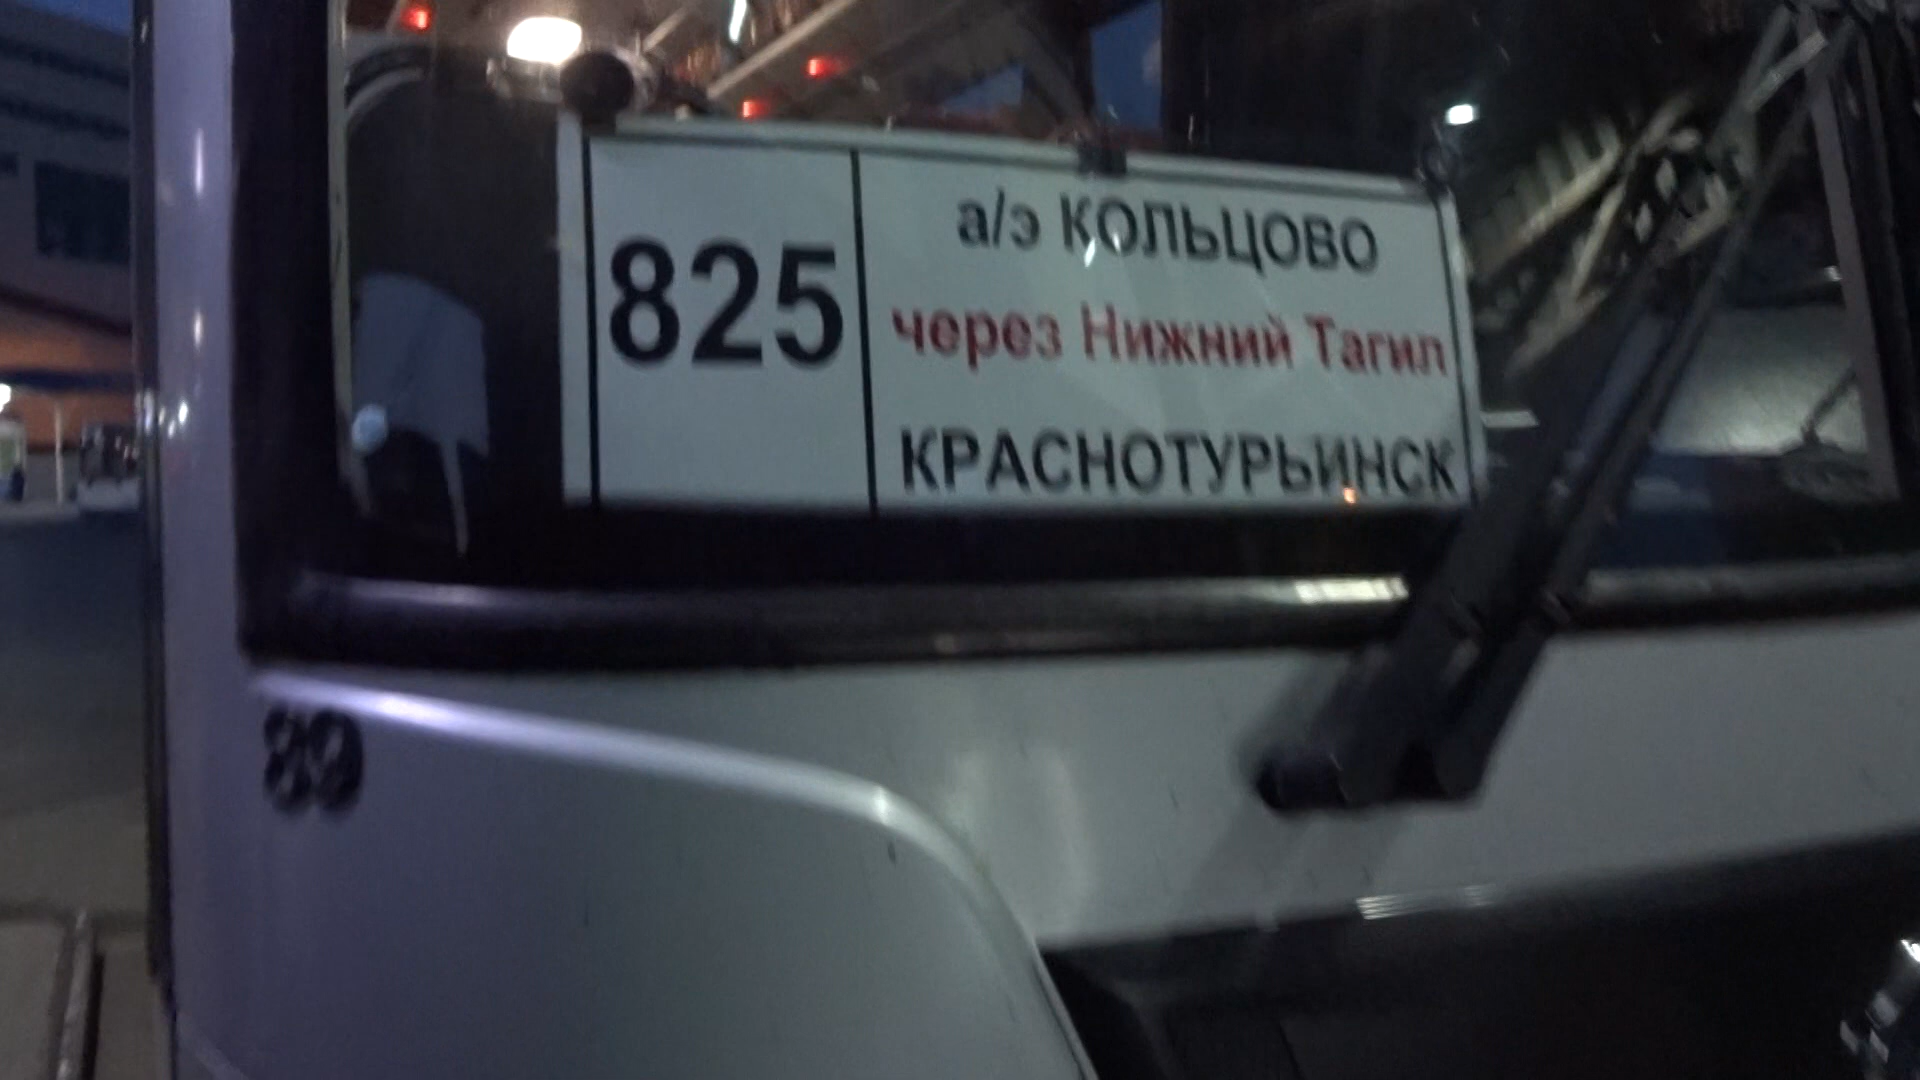 825
а/э КОЛЬЦОВО
через Нижний Тагил
КРАСНОТУРЬИНСК
89